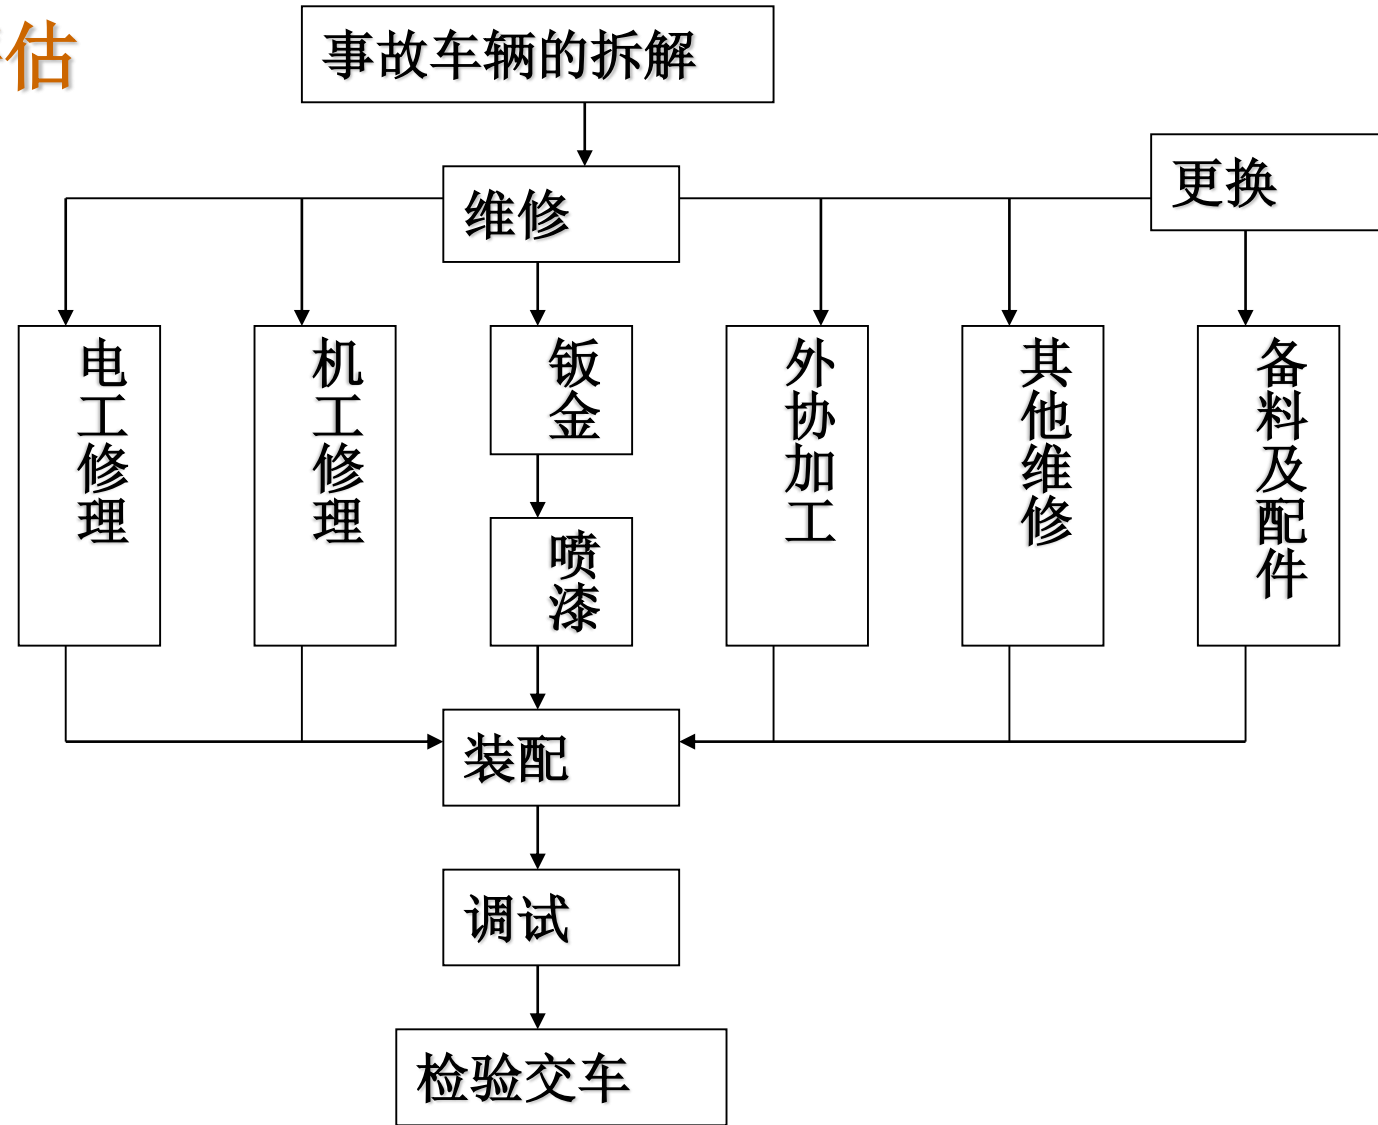 估
事故车辆的拆解
维修
更换
电工修理
机工修理
钣金
外协加工
其他维修
备料及配件
喷漆
装配
调试
检验交车